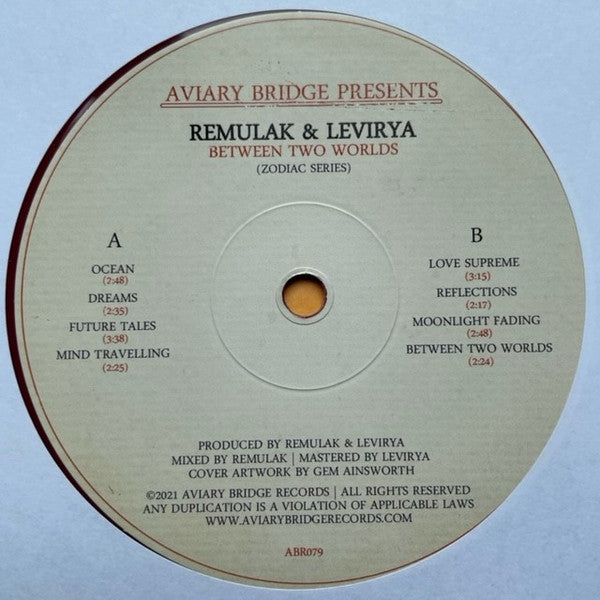 AVIARY BRIDGE PRESENTS
REMULAK & LEVIRYA
BETWEEN TWO WORLDS
(ZODIAC SERIES)
A
OCEAN
(2:48)
DREAMS
(2:35)
FUTURE TALES
(3:38)
MIND TRAVELLING
(2:25)
B
LOVE SUPREME
(3:15)
REFLECTIONS
(2:17)
MOONLIGHT FADING
(2:48)
BETWEEN TWO WORLDS
(2:24)
PRODUCED BY REMULAK & LEVIRYA
MIXED BY REMULAK | MASTERED BY LEVIRYA
COVER ARTWORK BY GEM AINSWORTH
©2021 AVIARY BRIDGE RECORDS | ALL RIGHTS RESERVED
ANY DUPLICATION IS A VIOLATION OF APPLICABLE LAWS
WWW.AVIARYBRIDGERECORDS.COM
ABR079